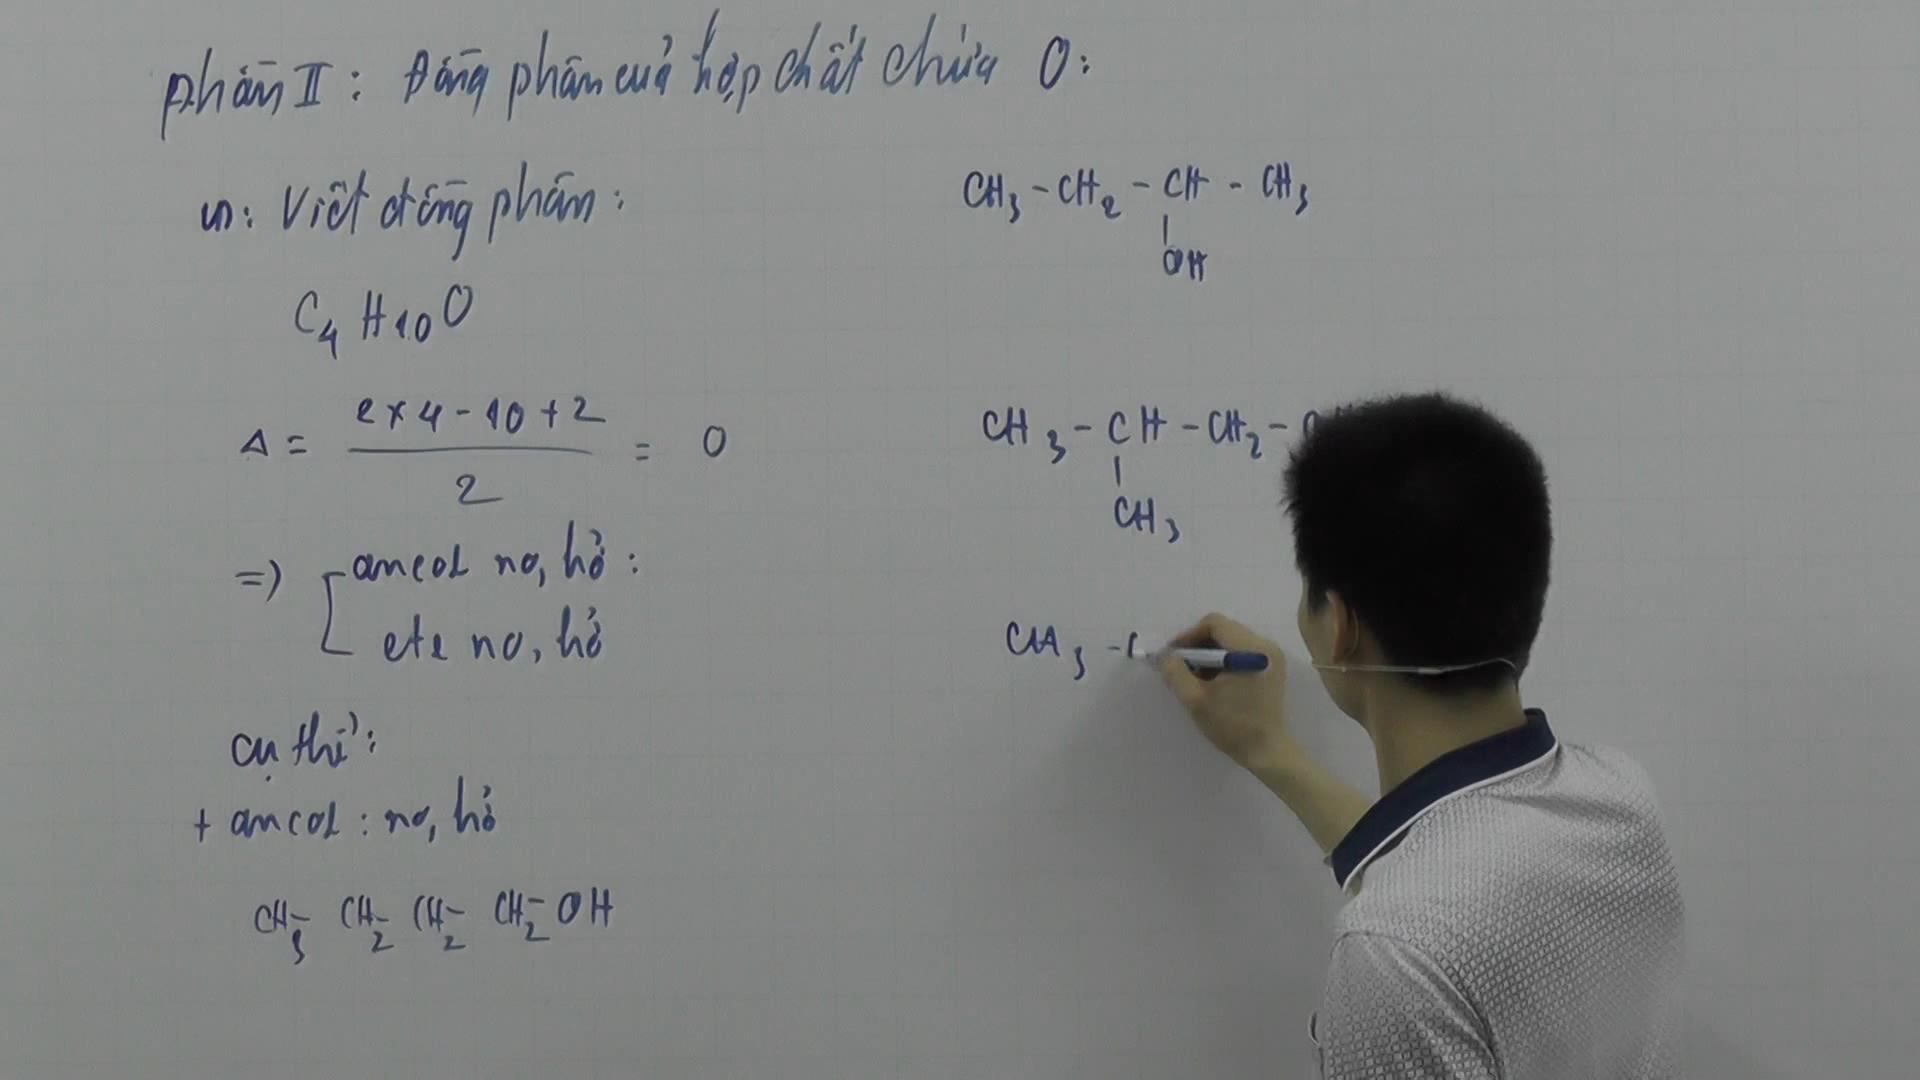 Phần II: Đồng phân của hợp chất chứa O:
VD: Viết đồng phân:
C4H10O
Δ = (2x4-10+2)/2 = 0
=> [ancol no, hở:
ete no, hở
cụ thể:
+ ancol: no, hở
CH3-CH2-CH2-CH2-OH
CH3-CH2-CH-CH3
|
OH
CH3-CH-CH2-
|
CH3
CH3-